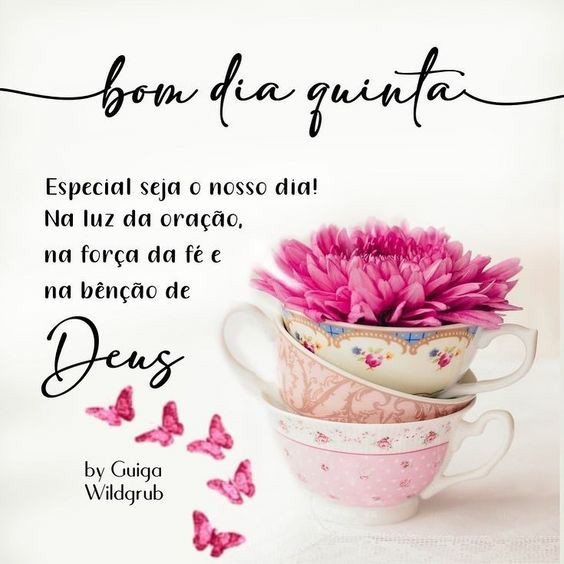 bom dia quinta
Especial seja o nosso dia!
Na luz da oração,
na força da fé e
na bênção de
Deus
by Guiga
Wildgrub